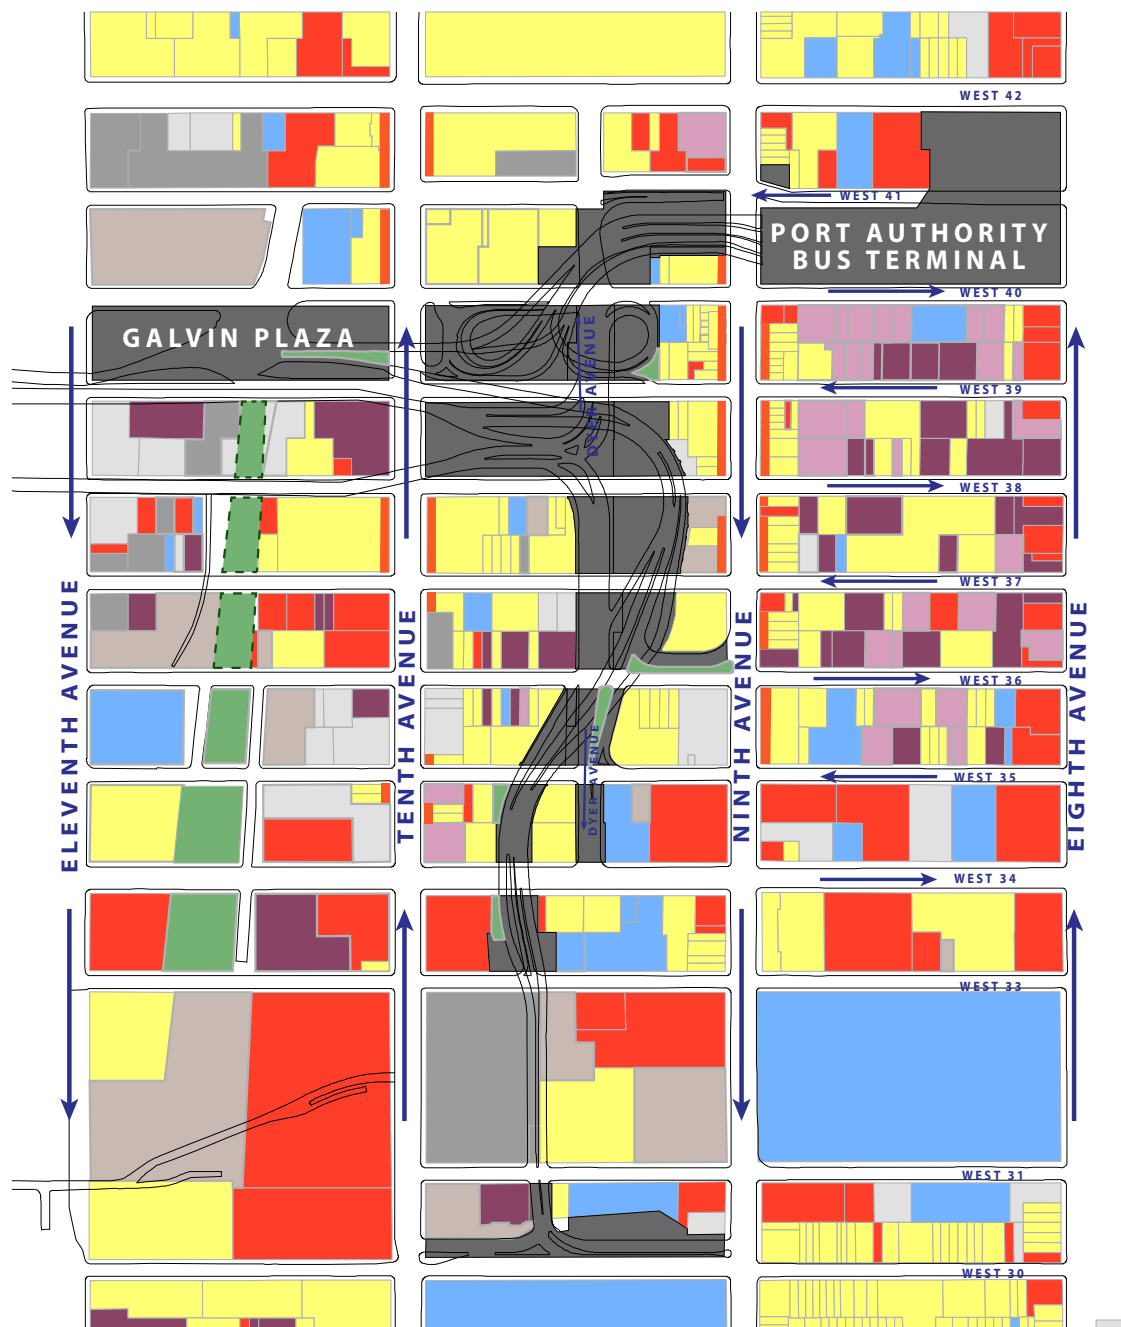 WEST 42
WEST 41
PORT AUTHORITY
BUS TERMINAL
WEST 40
GALVIN PLAZA
DYER AVENUE
WEST 39
WEST 38
WEST 37
ELEVENTH AVENUE
TENTH AVENUE
NINTH AVENUE
EIGHTH AVENUE
WEST 36
DYER AVENUE
WEST 35
WEST 34
WEST 33
WEST 31
WEST 30